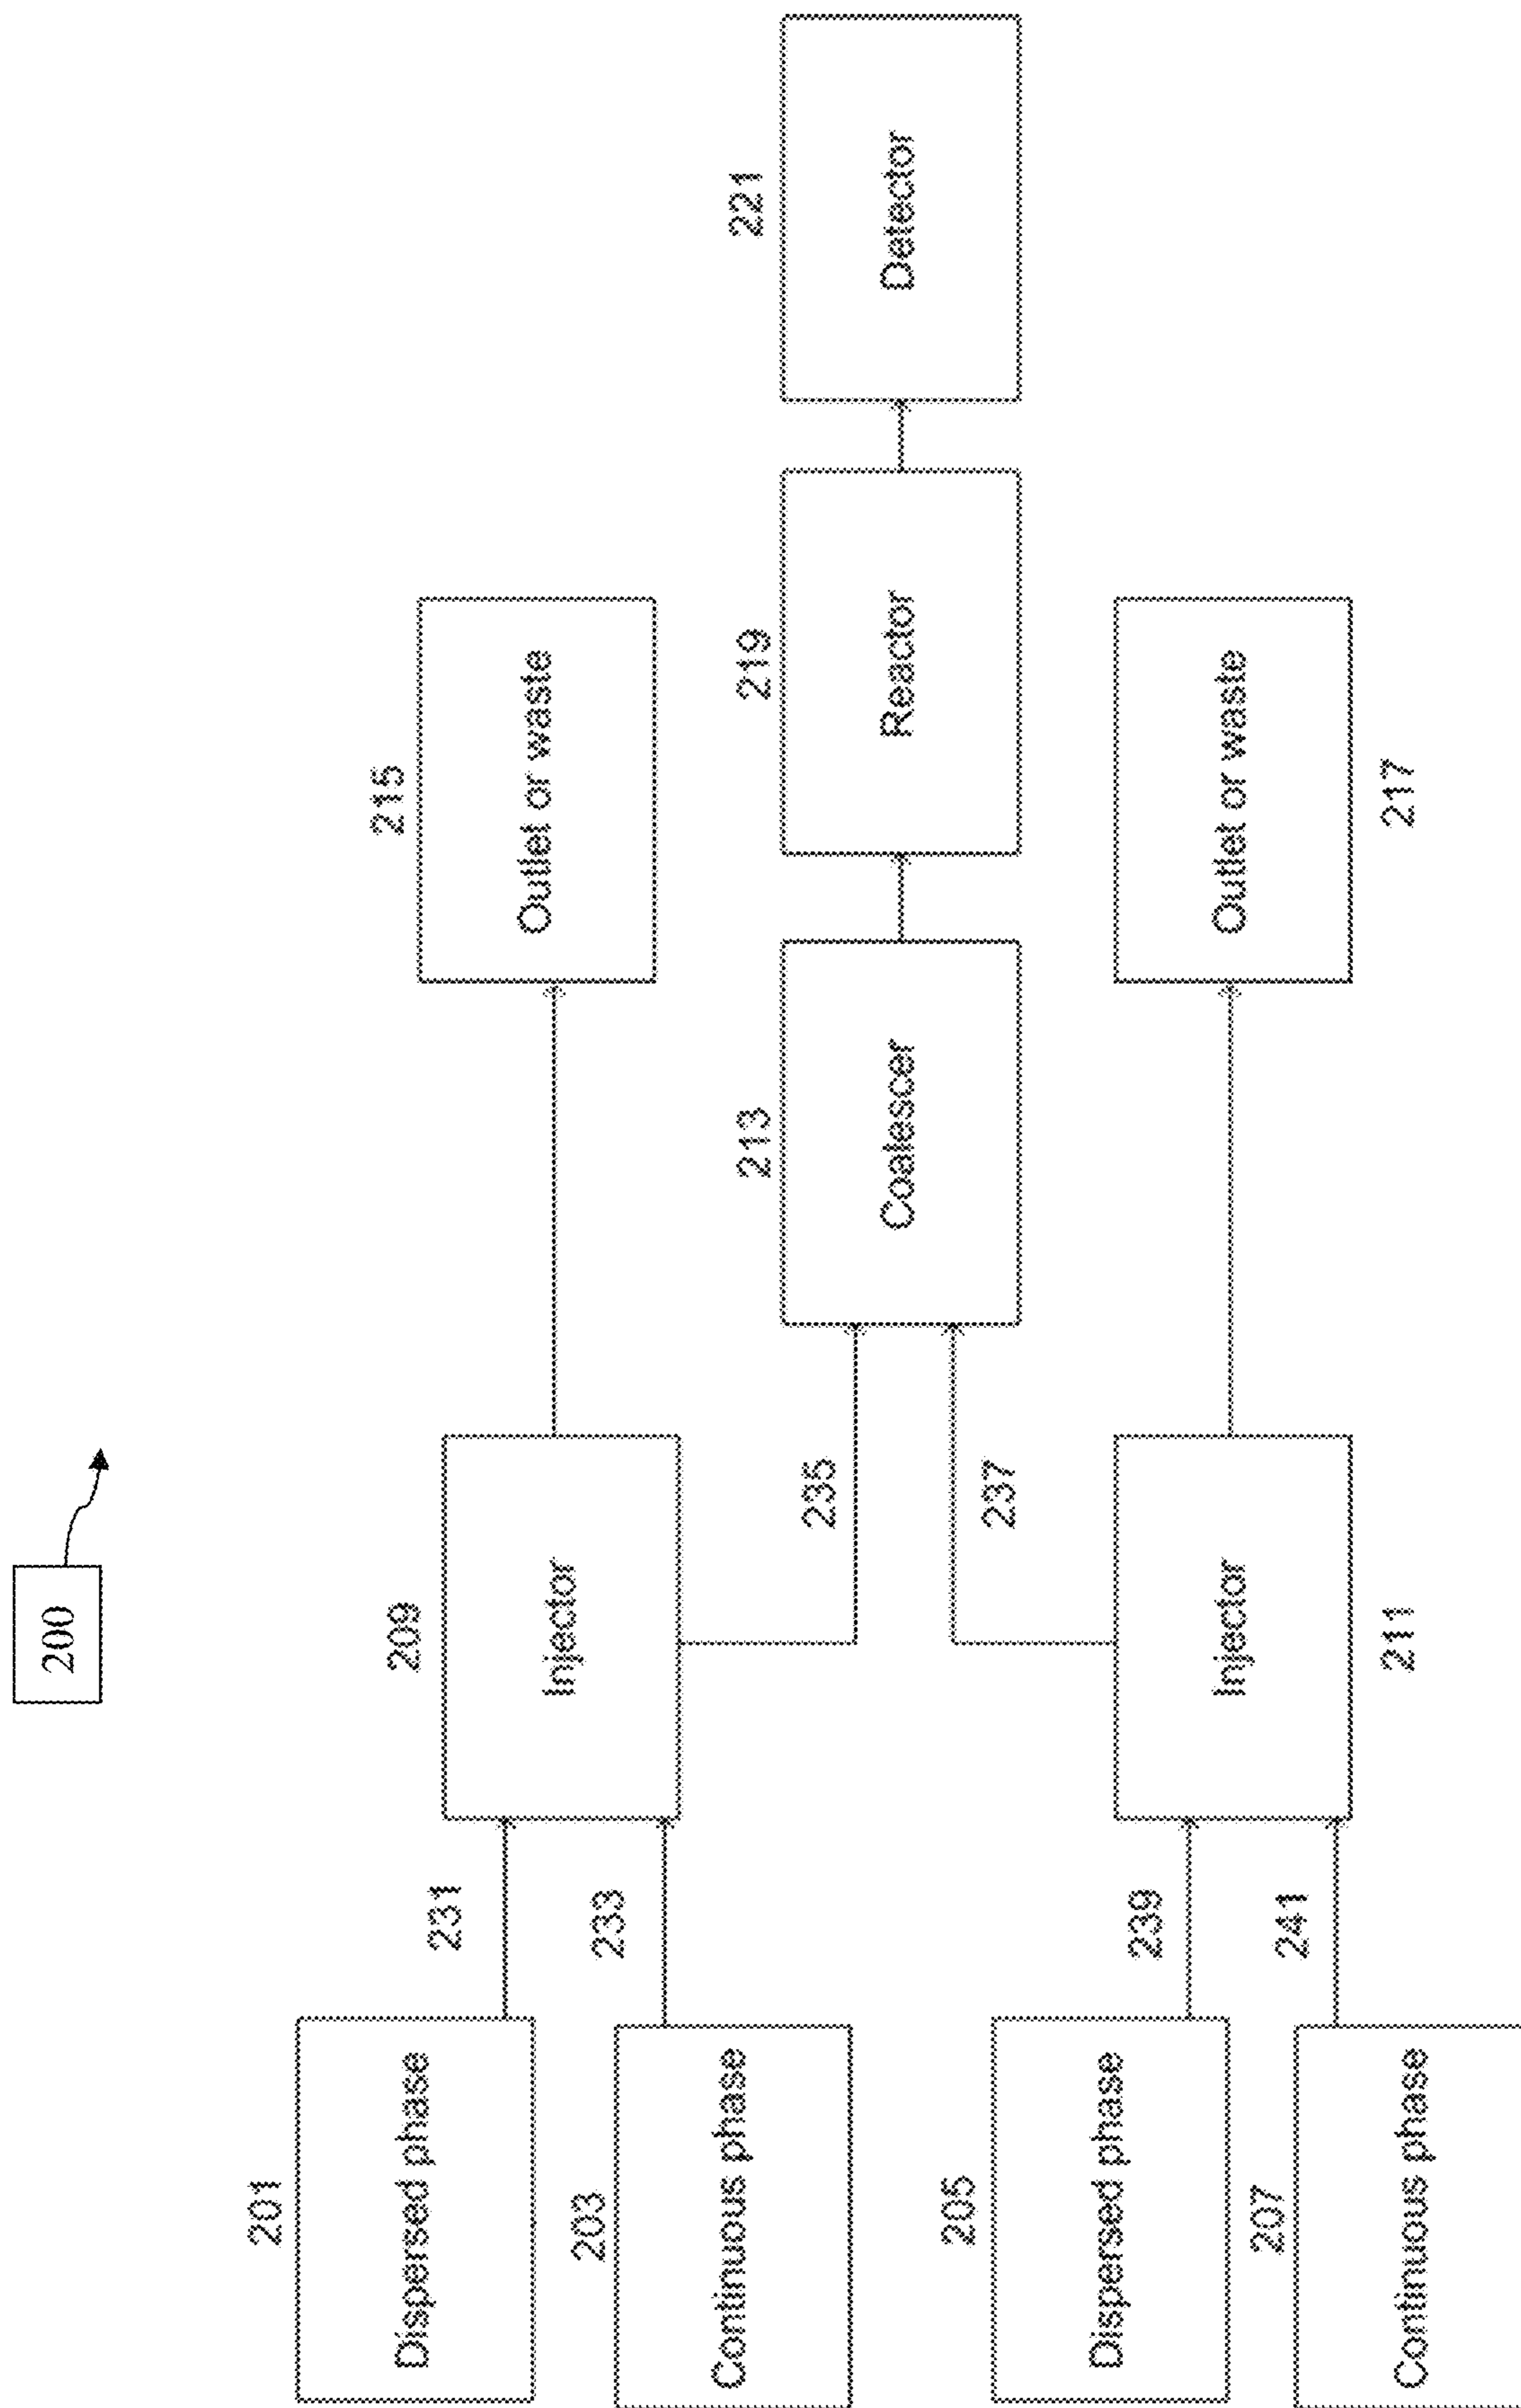 200
201
Dispersed phase
231
203
Continuous phase
233
209
Injector
235
215
Outlet or waste
213
Coalescer
219
Reactor
221
Detector
205
Dispersed phase
239
207
Continuous phase
241
237
Injector
211
Outlet or waste
217